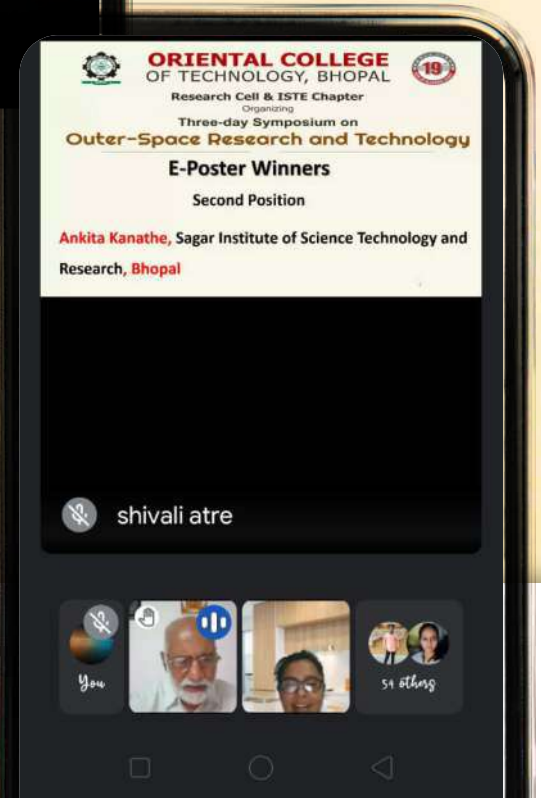 ORIENTAL COLLEGE
OF TECHNOLOGY, BHOPAL
19
Research Cell & ISTE Chapter
Organizing
Three-day Symposium on
Outer-Space Research and Technology
E-Poster Winners
Second Position
Ankita Kanathe, Sagar Institute of Science Technology and
Research, Bhopal
shivali atre
You
54 others